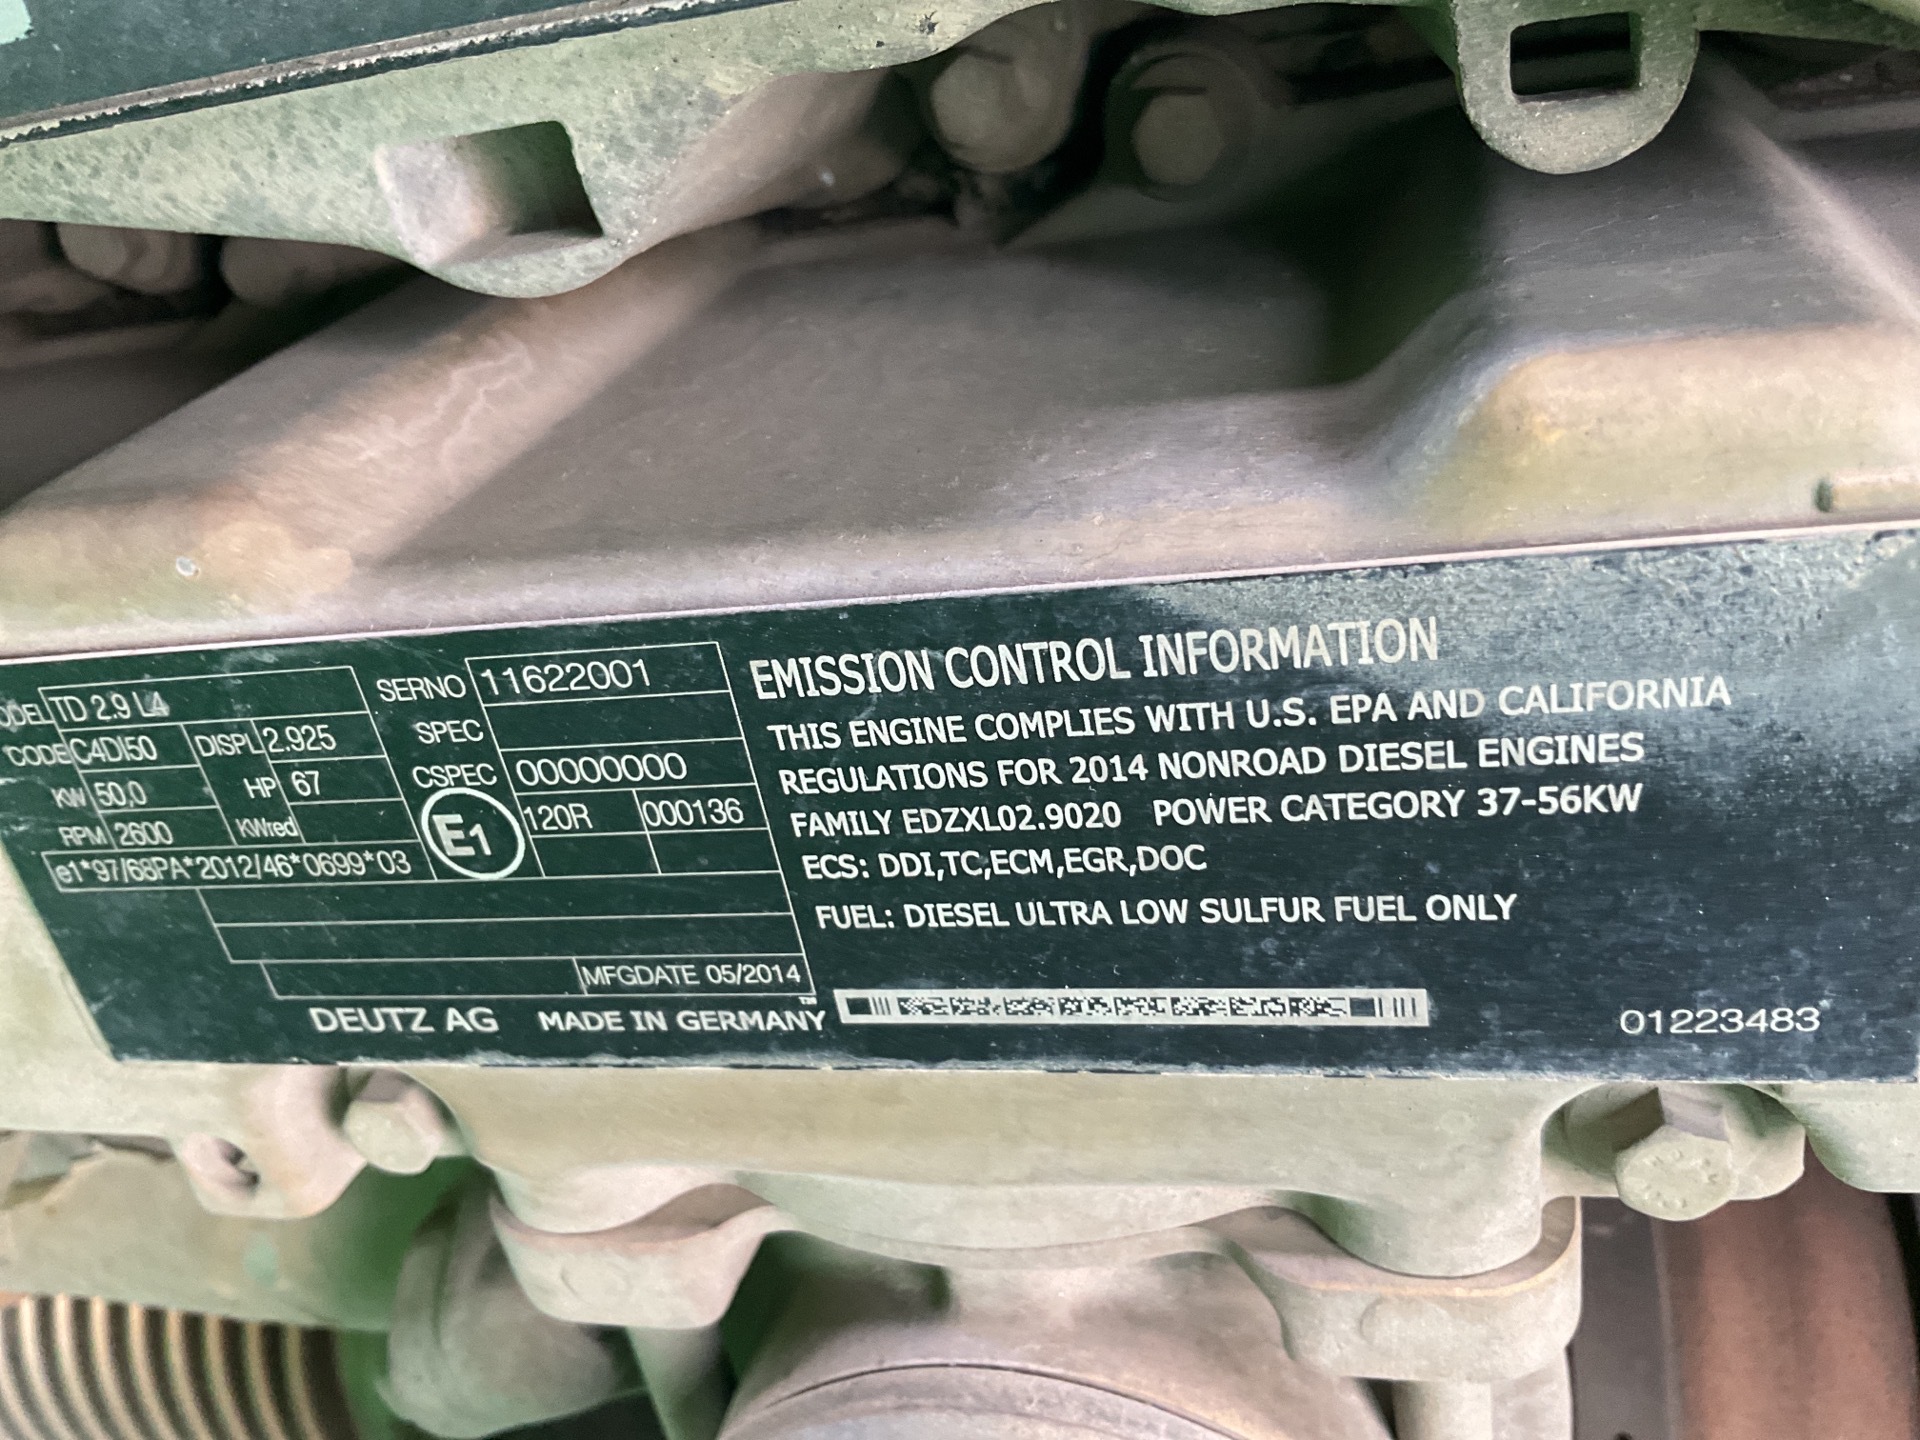 MODEL TD 2.9 L4
CODE C4DI50 DISPL 2.925
KW 50,0 HP 67
RPM 2600 KWred
e1*97/68PA*2012/46*0699*03
SERNO 11622001
SPEC
CSPEC 00000000
E1 120R 000136
MFGDATE 05/2014
DEUTZ AG MADE IN GERMANY
EMISSION CONTROL INFORMATION
THIS ENGINE COMPLIES WITH U.S. EPA AND CALIFORNIA
REGULATIONS FOR 2014 NONROAD DIESEL ENGINES
FAMILY EDZXL02.9020 POWER CATEGORY 37-56KW
ECS: DDI,TC,ECM,EGR,DOC
FUEL: DIESEL ULTRA LOW SULFUR FUEL ONLY
01223483